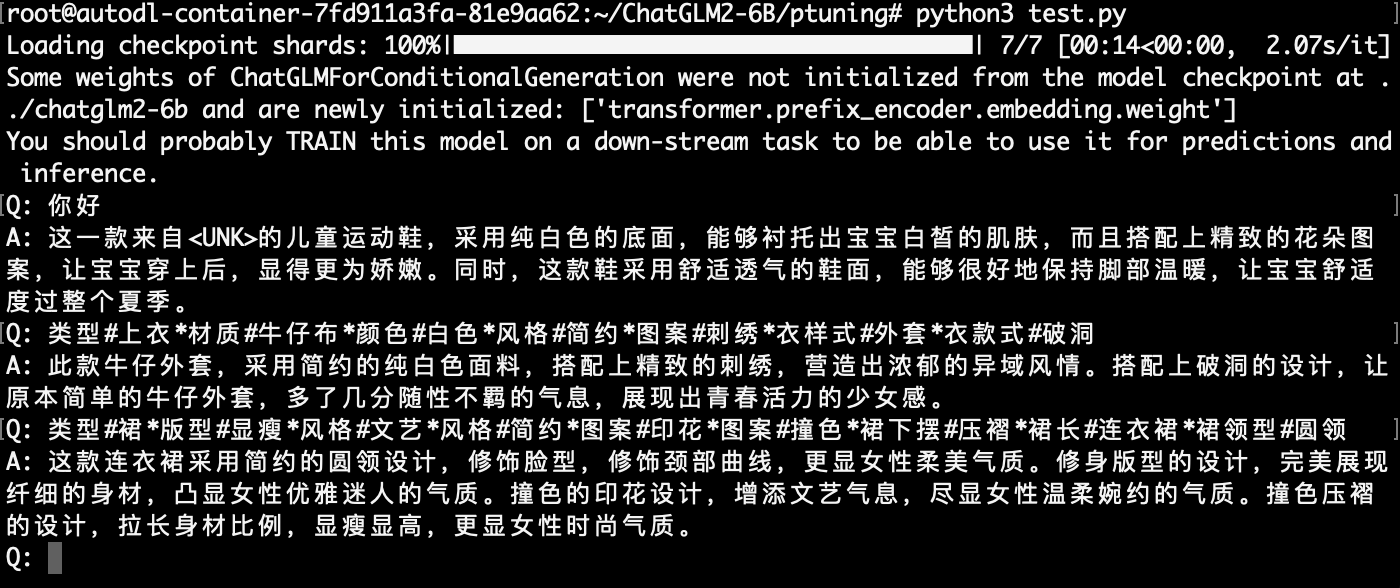 [root@autodl-container-7fd911a3fa-81e9aa62:~/ChatGLM2-6B/ptuning# python3 test.py ]
Loading checkpoint shards: 100%|██████████████████████████████| 7/7 [00:14<00:00,  2.07s/it]
Some weights of ChatGLMForConditionalGeneration were not initialized from the model checkpoint at .
./chatglm2-6b and are newly initialized: ['transformer.prefix_encoder.embedding.weight']
You should probably TRAIN this model on a down-stream task to be able to use it for predictions and
 inference.
[Q: 你好 ]
A: 这一款来自<UNK>的儿童运动鞋，采用纯白色的底面，能够衬托出宝宝白皙的肌肤，而且搭配上精致的花朵图
案，让宝宝穿上后，显得更为娇嫩。同时，这款鞋采用舒适透气的鞋面，能够很好地保持脚部温暖，让宝宝舒适
度过整个夏季。
[Q: 类型#上衣*材质#牛仔布*颜色#白色*风格#简约*图案#刺绣*衣样式#外套*衣款式#破洞 ]
A: 此款牛仔外套，采用简约的纯白色面料，搭配上精致的刺绣，营造出浓郁的异域风情。搭配上破洞的设计，让
原本简单的牛仔外套，多了几分随性不羁的气息，展现出青春活力的少女感。
[Q: 类型#裙*版型#显瘦*风格#文艺*风格#简约*图案#印花*图案#撞色*裙下摆#压褶*裙长#连衣裙*裙领型#圆领 ]
A: 这款连衣裙采用简约的圆领设计，修饰脸型，修饰颈部曲线，更显女性柔美气质。修身版型的设计，完美展现
纤细的身材，凸显女性优雅迷人的气质。撞色的印花设计，增添文艺气息，尽显女性温柔婉约的气质。撞色压褶
的设计，拉长身材比例，显瘦显高，更显女性时尚气质。
Q: